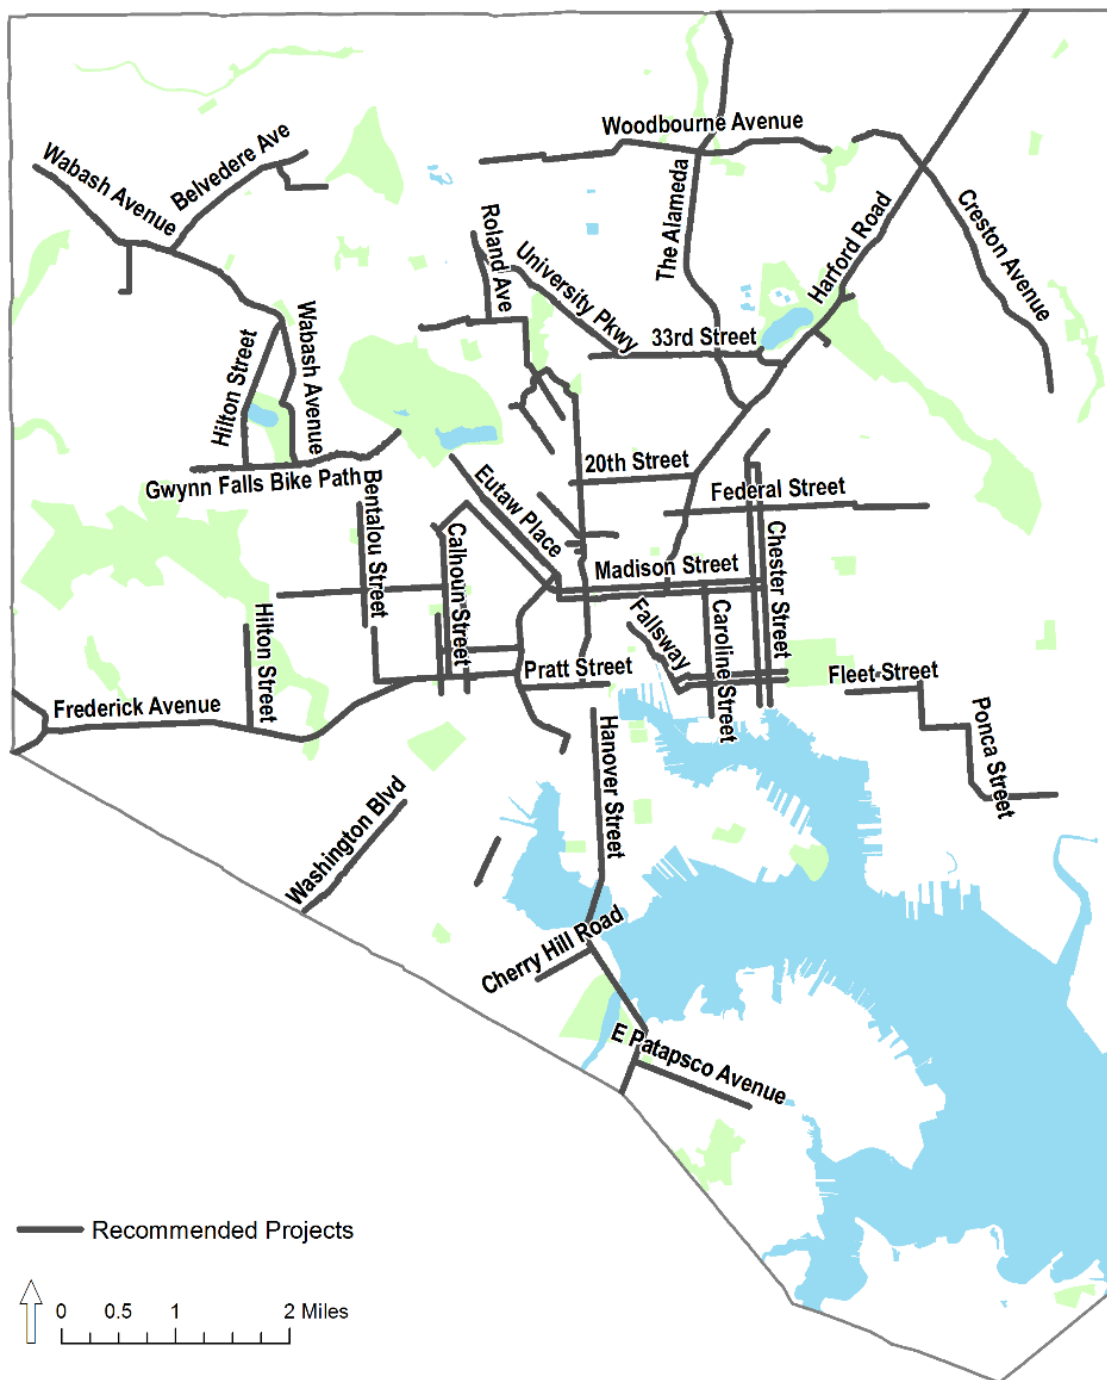 Woodbourne Avenue
Belvedere Ave
Wabash Avenue
Roland Ave
University Pkwy
The Alameda
Harford Road
Creston Avenue
Hilton Street
Wabash Avenue
33rd Street
20th Street
Gwynn Falls Bike Path
Eutaw Place
Federal Street
Bentalou Street
Calhoun Street
Madison Street
Chester Street
Hilton Street
Fallsway
Caroline Street
Pratt Street
Fleet Street
Frederick Avenue
Hanover Street
Ponca Street
Washington Blvd
Cherry Hill Road
E Patapsco Avenue
Recommended Projects
0 0.5 1 2 Miles